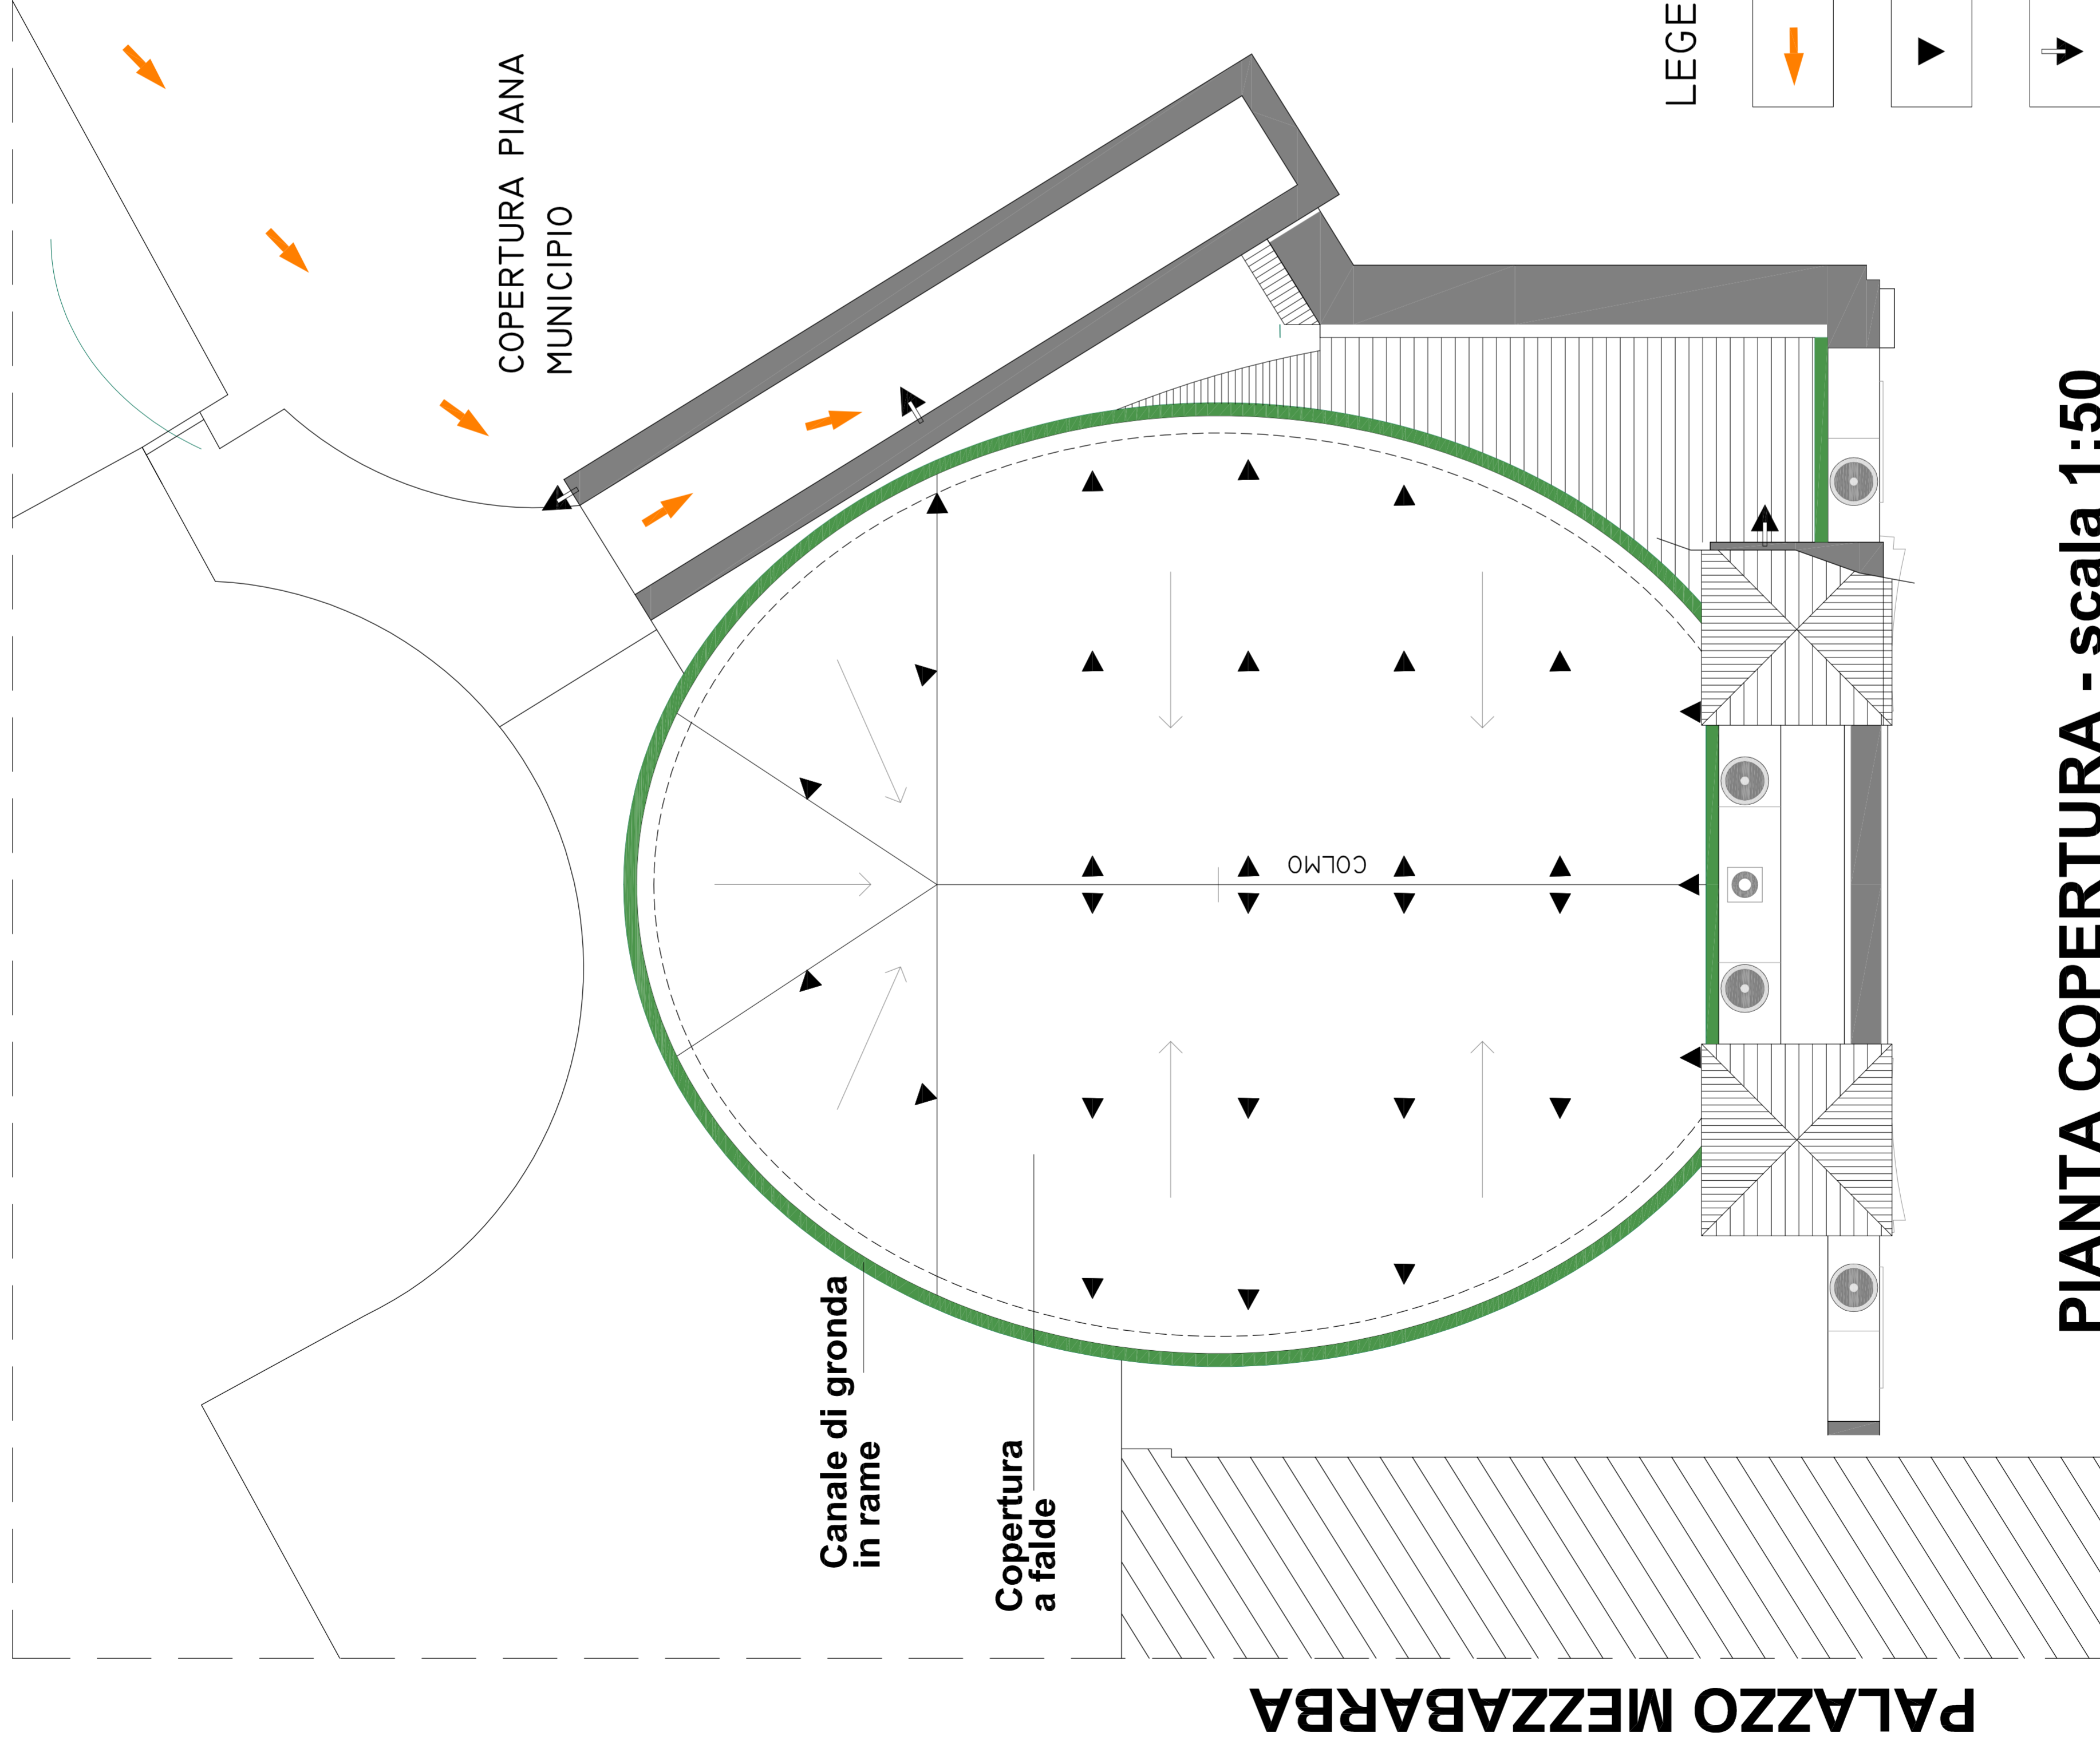 COPERTURA PIANA
MUNICIPIO
LEGE
COLMO
Canale di gronda
in rame
Copertura
a falde
PIANTA COPERTURA - scala 1:50
PALAZZO MEZZABARBA